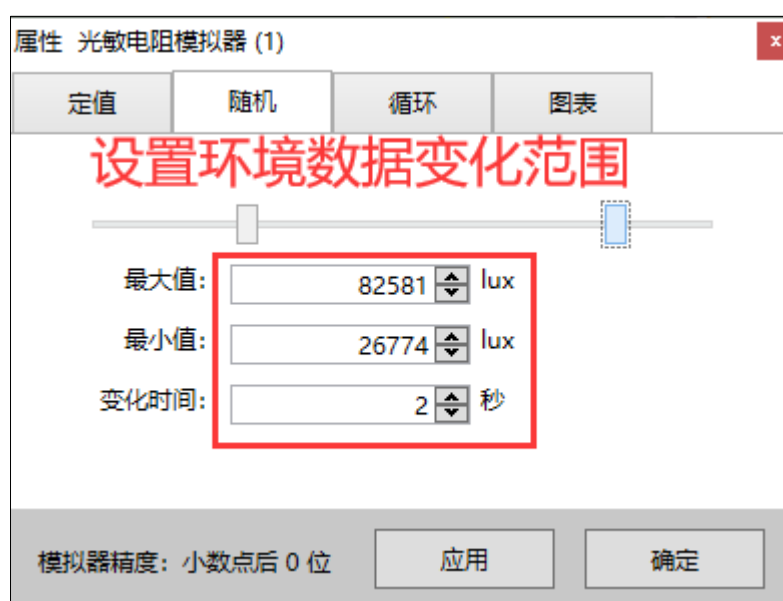 属性 光敏电阻模拟器 (1)
x
定值 随机 循环 图表
设置环境数据变化范围
最大值: 82581 lux
最小值: 26774 lux
变化时间: 2 秒
模拟器精度: 小数点后 0 位 应用 确定